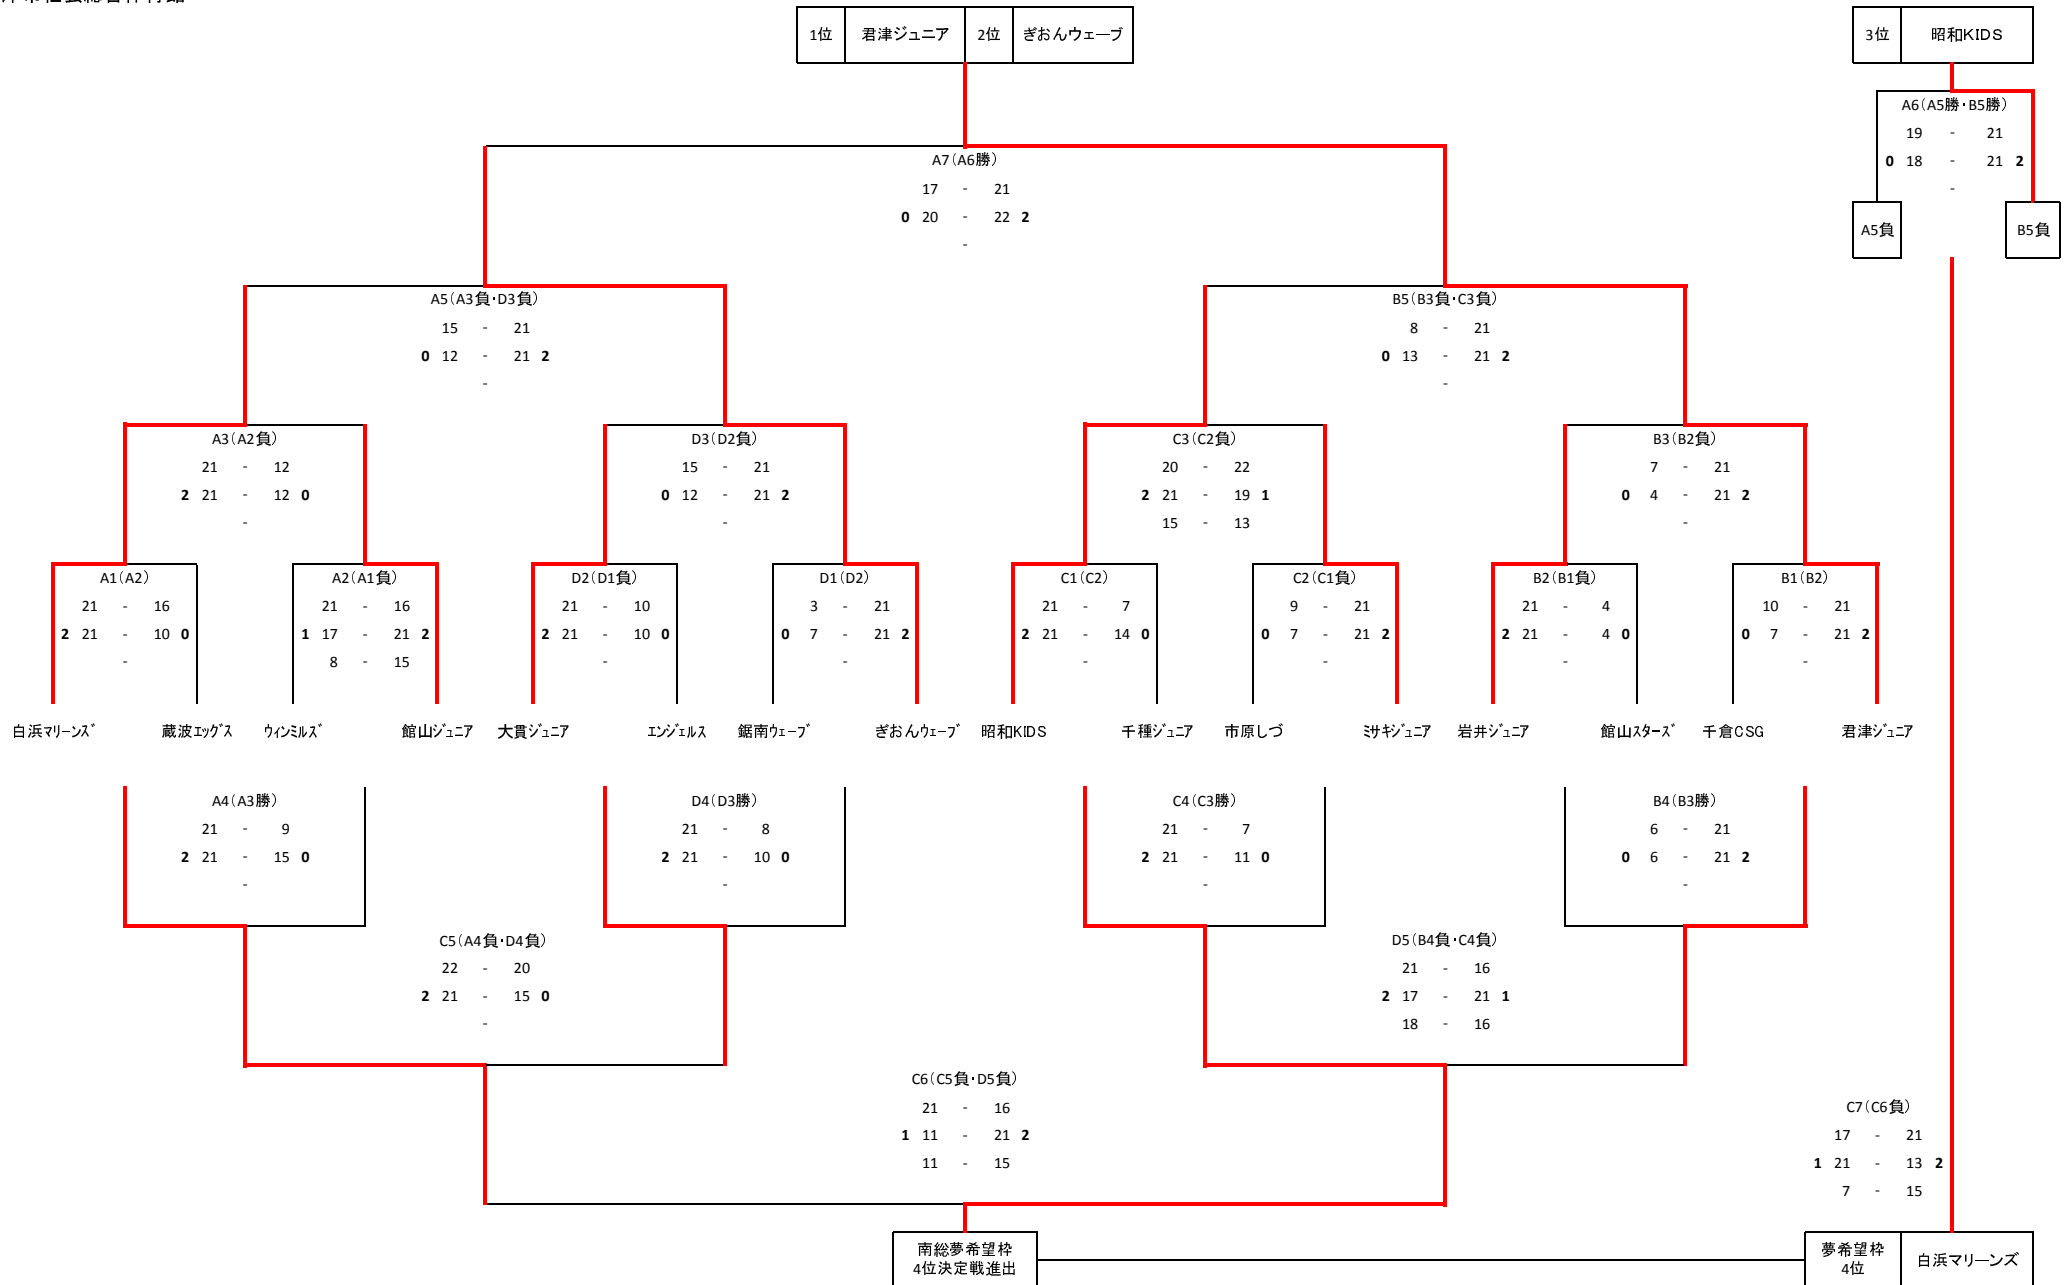 1位 君津ジュニア 2位 ぎおんウェーブ 3位 昭和KIDS
A6(A5勝・B5勝)
19 - 21
0 18 - 21 2
-
A5負 B5負
A7(A6勝)
17 - 21
0 20 - 22 2
-
A5(A3負・D3負) B5(B3負・C3負)
15 - 21 8 - 21
0 12 - 21 2 0 13 - 21 2
- -
A3(A2負) D3(D2負) C3(C2負) B3(B2負)
21 - 12 15 - 21 20 - 22 7 - 21
2 21 - 12 0 0 12 - 21 2 2 21 - 19 1 0 4 - 21 2
- - 15 - 13 -
A1(A2) A2(A1負) D2(D1負) D1(D2) C1(C2) C2(C1負) B2(B1負) B1(B2)
21 - 16 21 - 16 21 - 10 3 - 21 21 - 7 9 - 21 21 - 4 10 - 21
2 21 - 10 0 1 17 - 21 2 2 21 - 10 0 0 7 - 21 2 2 21 - 14 0 0 7 - 21 2 2 21 - 4 0 0 7 - 21 2
- 8 - 15 - - - - - -
白浜マリーンズ 蔵波エッグス ウィンミルズ 館山ジュニア 大貫ジュニア エンジェルス 鋸南ウェーブ ぎおんウェーブ 昭和KIDS 千種ジュニア 市原しづ ミサキジュニア 岩井ジュニア 館山スターズ 千倉CSG 君津ジュニア
A4(A3勝) D4(D3勝) C4(C3勝) B4(B3勝)
21 - 9 21 - 8 21 - 7 6 - 21
2 21 - 15 0 2 21 - 10 0 2 21 - 11 0 0 6 - 21 2
- - - -
C5(A4負・D4負) D5(B4負・C4負)
22 - 20 21 - 16
2 21 - 15 0 2 17 - 21 1
- 18 - 16
C6(C5負・D5負)
21 - 16
1 11 - 21 2
11 - 15
C7(C6負)
17 - 21
1 21 - 13 2
7 - 15
南総夢希望枠
4位決定戦進出
夢希望枠
4位
白浜マリーンズ